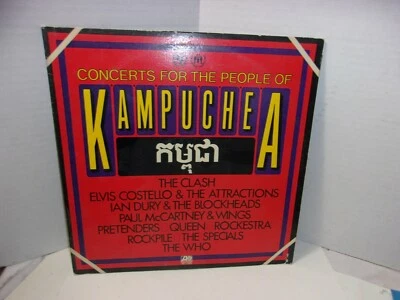 CONCERTS FOR THE PEOPLE OF
KAMPUCHEA
កម្ពុជា
THE CLASH
ELVIS COSTELLO & THE ATTRACTIONS
IAN DURY & THE BLOCKHEADS
PAUL McCARTNEY & WINGS
PRETENDERS QUEEN ROCKESTRA
ROCKPILE THE SPECIALS
THE WHO